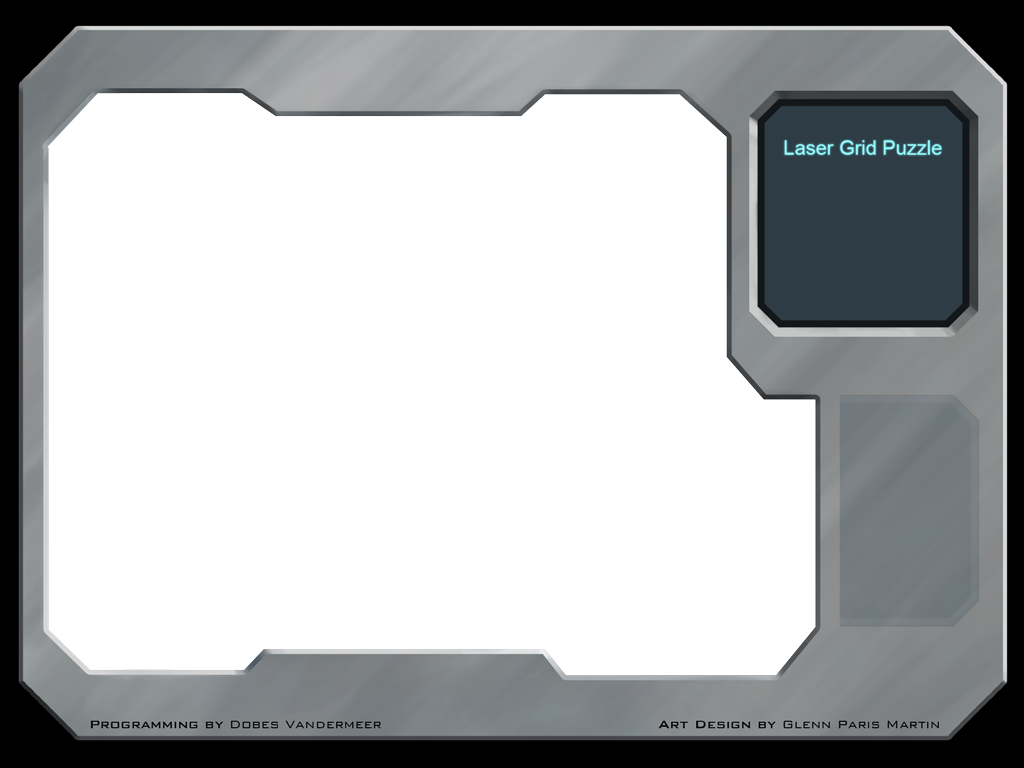 Laser Grid Puzzle
Programming by Dobes Vandermeer
Art Design by Glenn Paris Martin